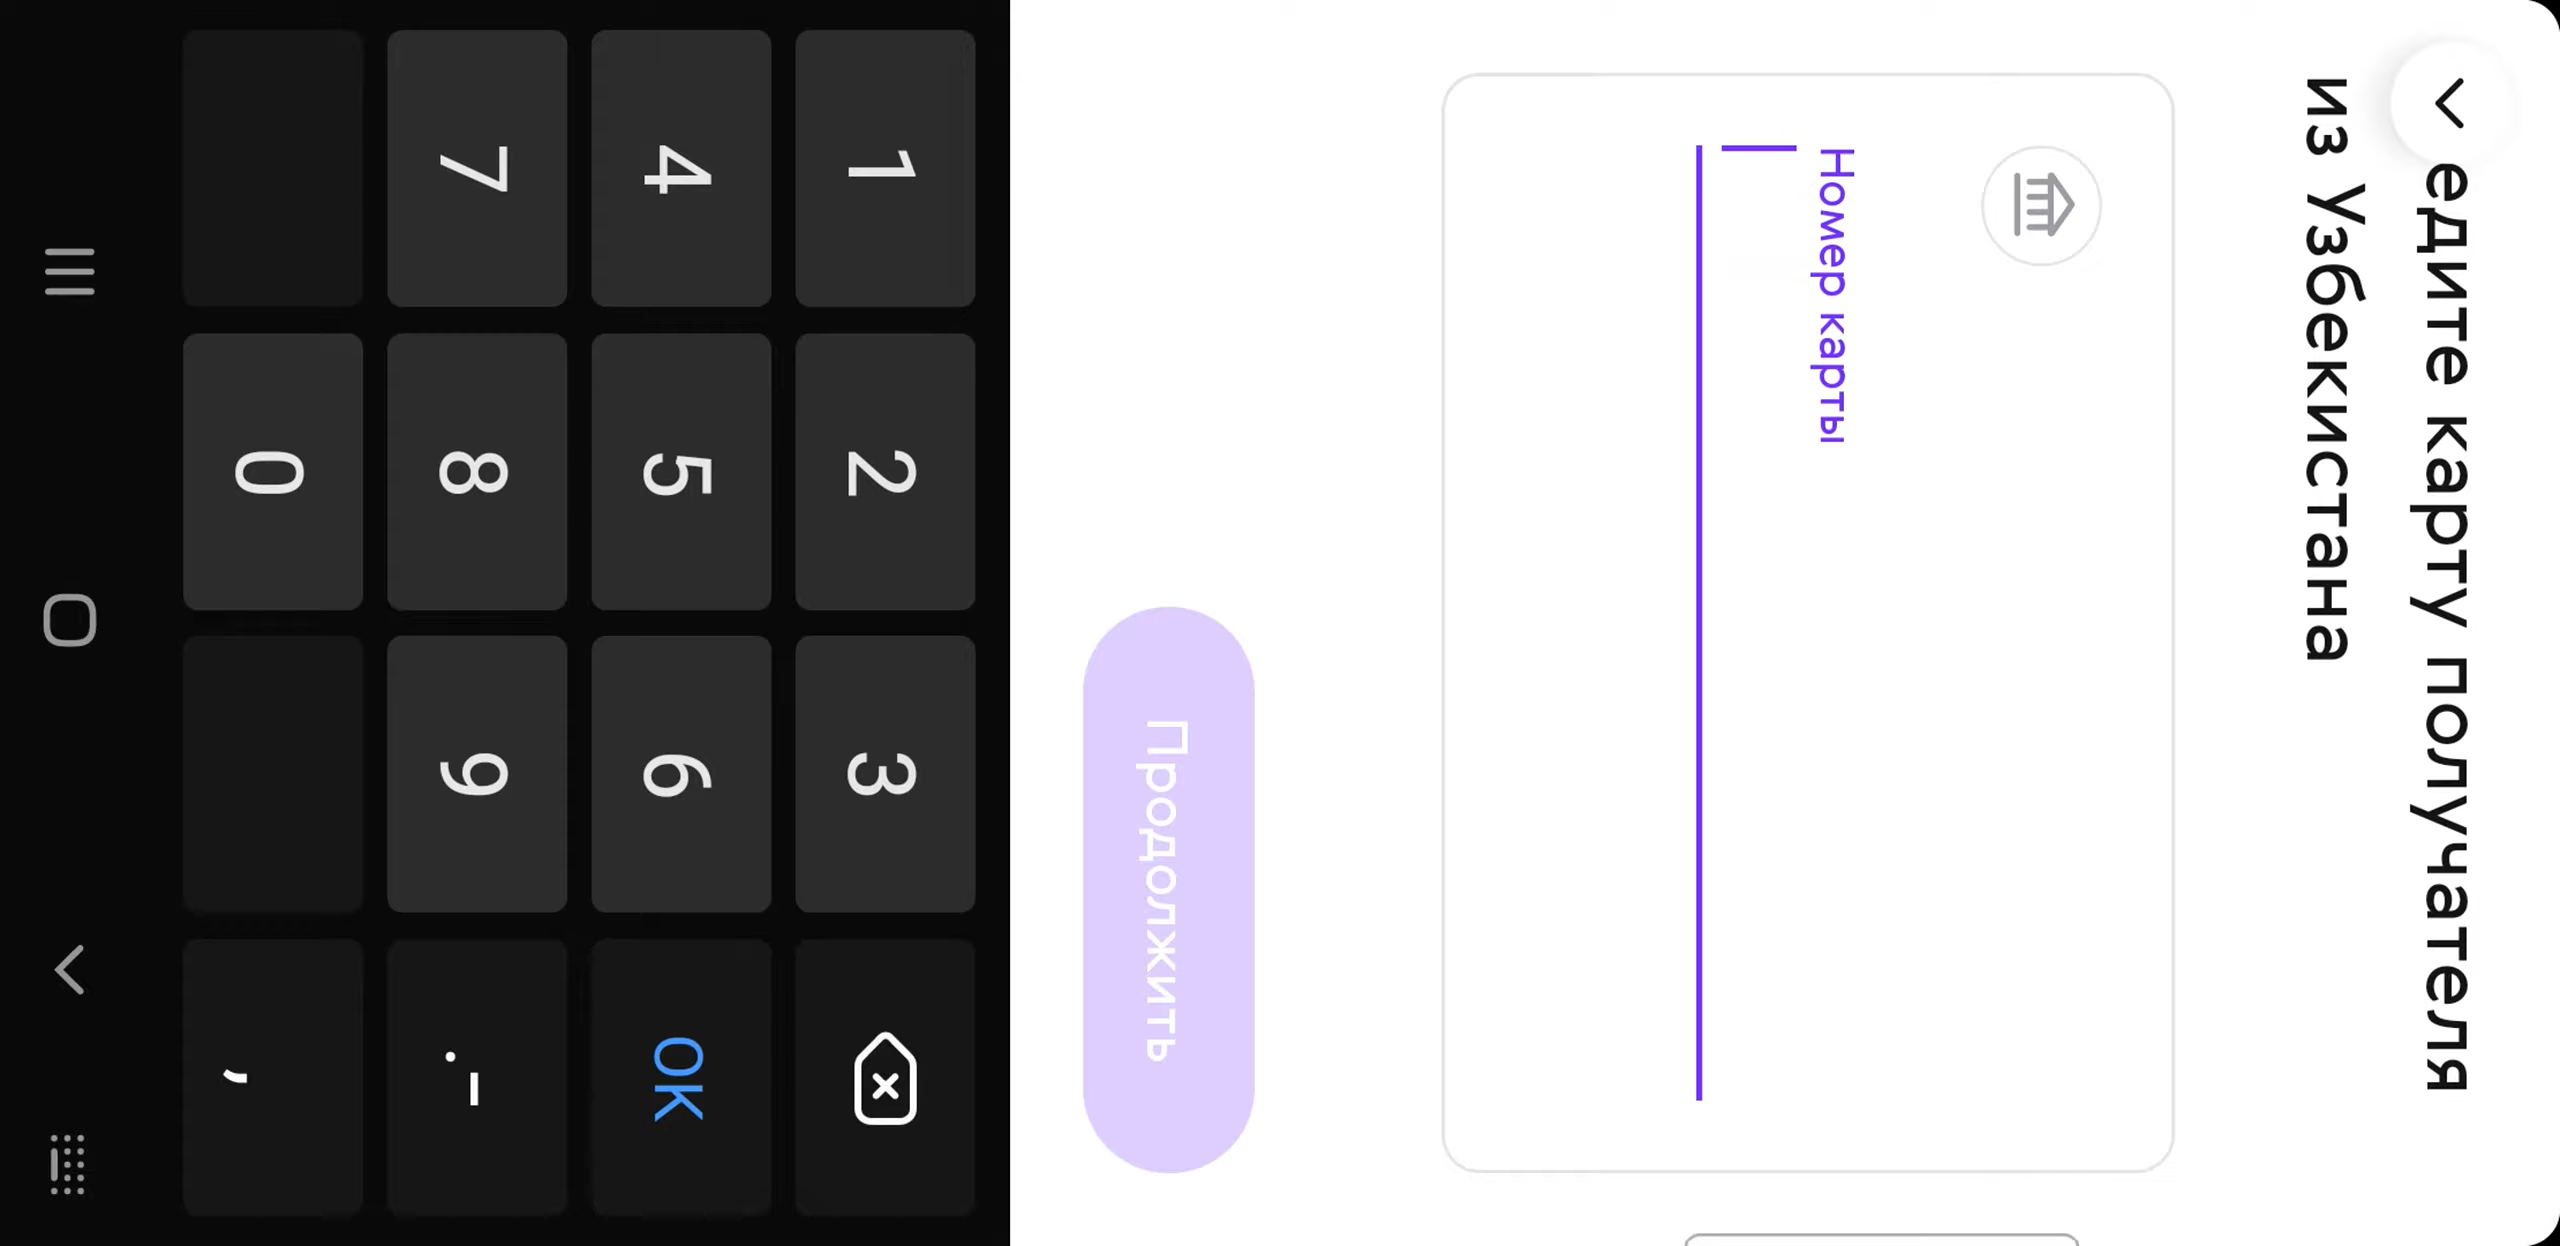 едите карту получателя
из Узбекистана
Номер карты
Продолжить
1 2 3
4 5 6 OK
7 8 9 .-
0 ,